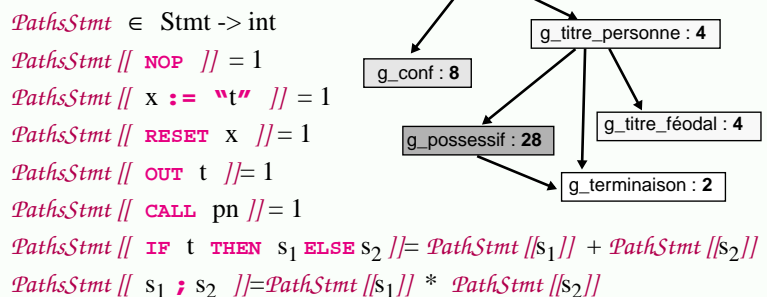 PathsStmt ∈ Stmt -> int
PathsStmt [[ NOP ]] = 1
PathsStmt [[ x := "t" ]] = 1
PathsStmt [[ RESET x ]] = 1
PathsStmt [[ OUT t ]]= 1
PathsStmt [[ CALL pn ]] = 1
PathsStmt [[ IF t THEN s1 ELSE s2 ]]= PathStmt [[s1]] + PathStmt [[s2]]
PathsStmt [[ s1 ; s2 ]]=PathStmt [[s1]] * PathStmt [[s2]]
g_titre_personne : 4
g_conf : 8
g_titre_féodal : 4
g_possessif : 28
g_terminaison : 2